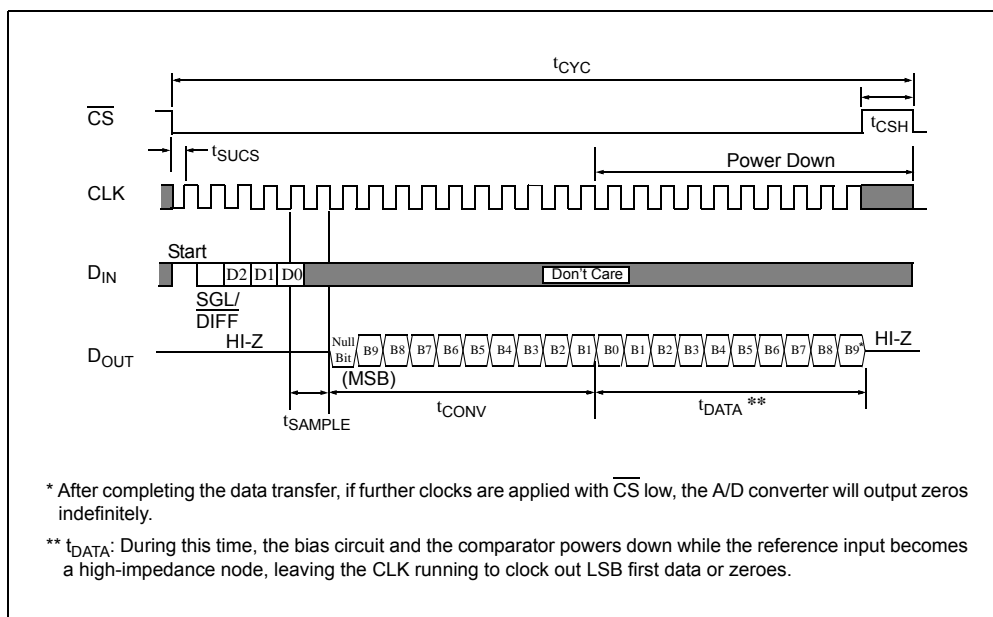 tCYC
CS
tCSH
tSUCS
Power Down
CLK
Start
DIN
D2 D1 D0
Don't Care
SGL/
DIFF
HI-Z
HI-Z
DOUT
Null
Bit
B9 B8 B7 B6 B5 B4 B3 B2 B1 B0 B1 B2 B3 B4 B5 B6 B7 B8 B9*
(MSB)
tSAMPLE
tCONV
tDATA **
* After completing the data transfer, if further clocks are applied with CS low, the A/D converter will output zeros
indefinitely.
** tDATA: During this time, the bias circuit and the comparator powers down while the reference input becomes
a high-impedance node, leaving the CLK running to clock out LSB first data or zeroes.